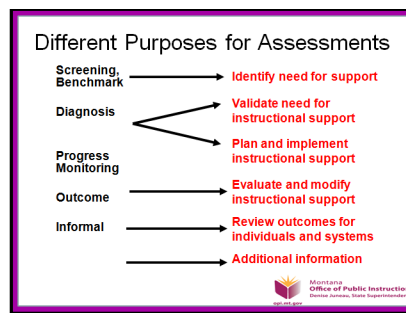 Different Purposes for Assessments
Screening,
Benchmark
Identify need for support
Diagnosis
Validate need for
instructional support
Plan and implement
instructional support
Progress
Monitoring
Outcome
Evaluate and modify
instructional support
Informal
Review outcomes for
individuals and systems
Additional information
Montana
Office of Public Instruction
Denise Juneau, State Superintendent
opi.mt.gov